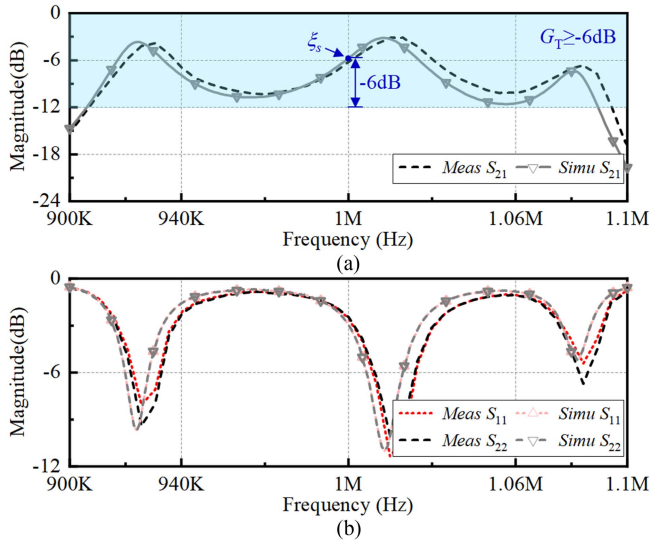 0
-6
-12
-18
-24
Magnitude(dB)
ξs
-6dB
GT≥-6dB
Meas S21
Simu S21
900K
940K
1M
1.06M
1.1M
Frequency (Hz)
(a)
0
-6
-12
Magnitude(dB)
Meas S11
Simu S11
Meas S22
Simu S22
900K
940K
1M
1.06M
1.1M
Frequency (Hz)
(b)